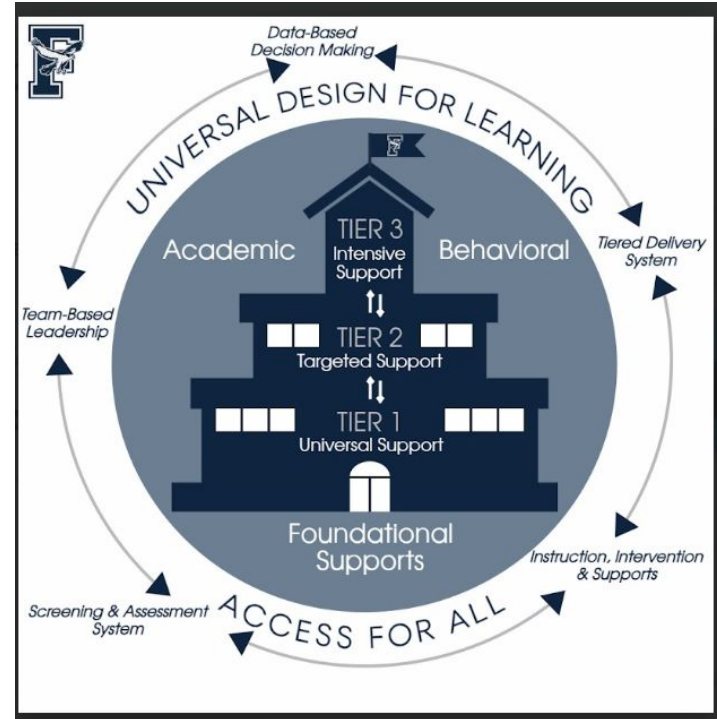 F
Data-Based
Decision Making
UNIVERSAL DESIGN FOR LEARNING
F
TIER 3
Intensive
Support
Academic
Behavioral
Tiered Delivery
System
Team-Based
Leadership
TIER 2
Targeted Support
TIER 1
Universal Support
Foundational
Supports
Instruction, Intervention
& Supports
Screening & Assessment
System
ACCESS FOR ALL